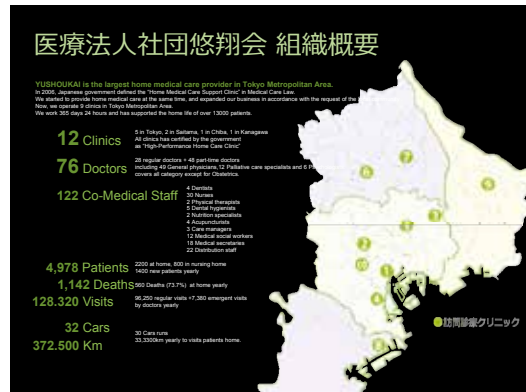 医療法人社団悠翔会 組織概要
YUSHOUKAI is the largest home medical care provider in Tokyo Metropolitan Area.
In 2006, Japanese government defined the "Home Medical Care Support Clinic" in Medical Care Law.
We started to provide home medical care at the same time, and expanded our business in accordance with the request of the
Now, we operate 9 clinics in Tokyo Metropolitan Area.
We work 365 days 24 hours and has supported the home life of over 13000 patients.
12 Clinics
5 in Tokyo, 2 in Saitama, 1 in Chiba, 1 in Kanagawa
All clinics has certified by the government
as "High-Performance Home Care Clinic"
76 Doctors
28 regular doctors + 48 part-time doctors
including 49 General physicians,12 Palliative care specialists and 6
covers all category except for Obstetrics.
122 Co-Medical Staff
4 Dentists
30 Nurses
2 Physical therapists
4 Acupuncturists
5 Dental hygienists
2 Nutrition specialists
4 Counselors
3 Care managers
12 Medical social workers
18 Medical secretaries
22 Distribution staff
4,978 Patients
2200 at home, 800 in nursing home
1400 new patients yearly
1,142 Deaths
560 Deaths (73.7%) at home yearly
128.320 Visits
96,250 regular visits +7,380 emergent visits
by doctors yearly
32 Cars
372.500 Km
30 Cars runs
33,3300km yearly to visits patients home.
訪問診療クリニック